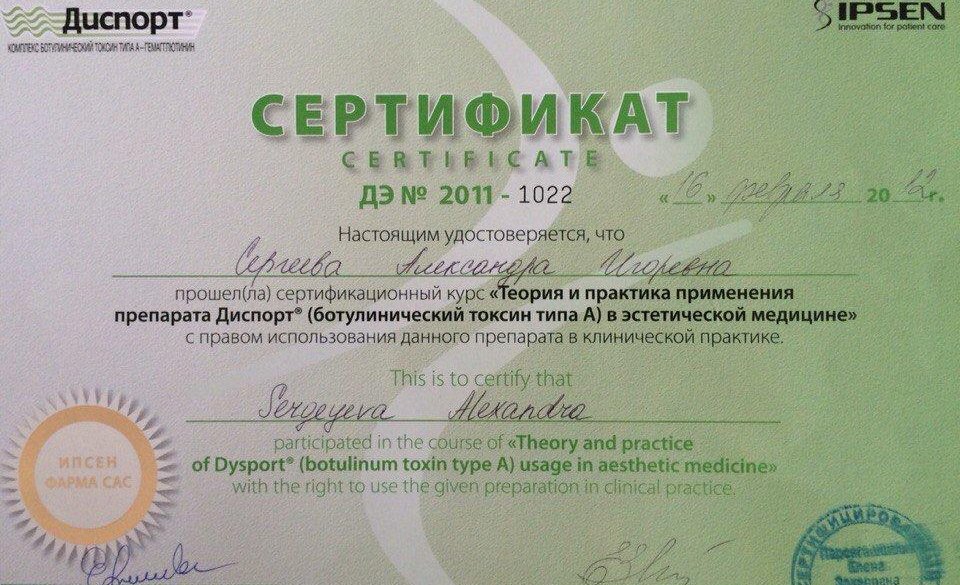 Диспорт®
КОМПЛЕКС БОТУЛИНИЧЕСКИЙ ТОКСИН ТИПА А–ГЕМАГГЛЮТИНИН
IPSEN
Innovation for patient care
СЕРТИФИКАТ
CERTIFICATE
ДЭ № 2011 - 1022
« 16 » февраля 2012 г.
Настоящим удостоверяется, что
Сергеева Александра Игоревна
прошел(ла) сертификационный курс «Теория и практика применения
препарата Диспорт® (ботулинический токсин типа А) в эстетической медицине»
с правом использования данного препарата в клинической практике.
This is to certify that
Sergeyeva Alexandra
participated in the course of «Theory and practice
of Dysport® (botulinum toxin type A) usage in aesthetic medicine»
with the right to use the given preparation in clinical practice.
ИПСЕН
ФАРМА САС
Елена